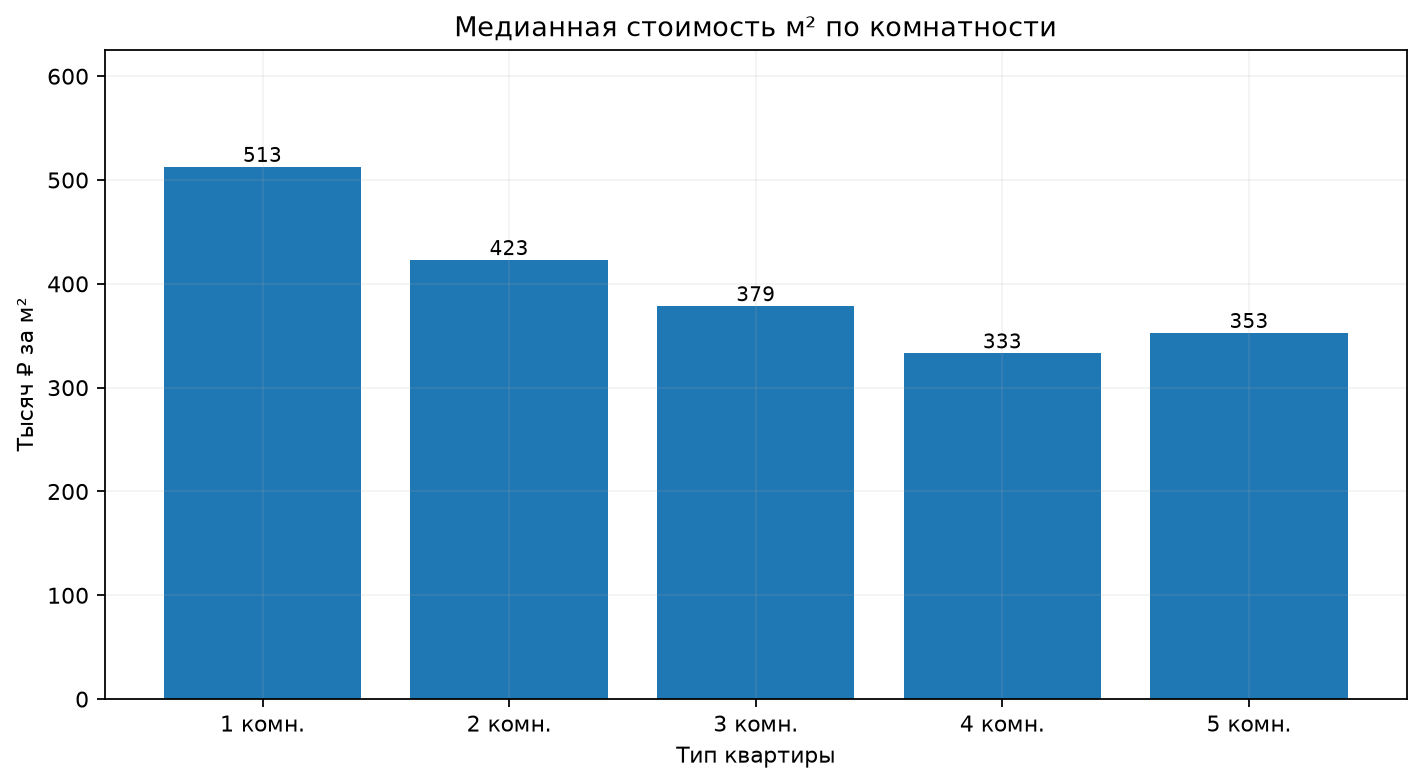 Медианная стоимость м² по комнатности
Тысяч ₽ за м²
600
500
400
300
200
100
0
513
423
379
333
353
1 комн.
2 комн.
3 комн.
4 комн.
5 комн.
Тип квартиры